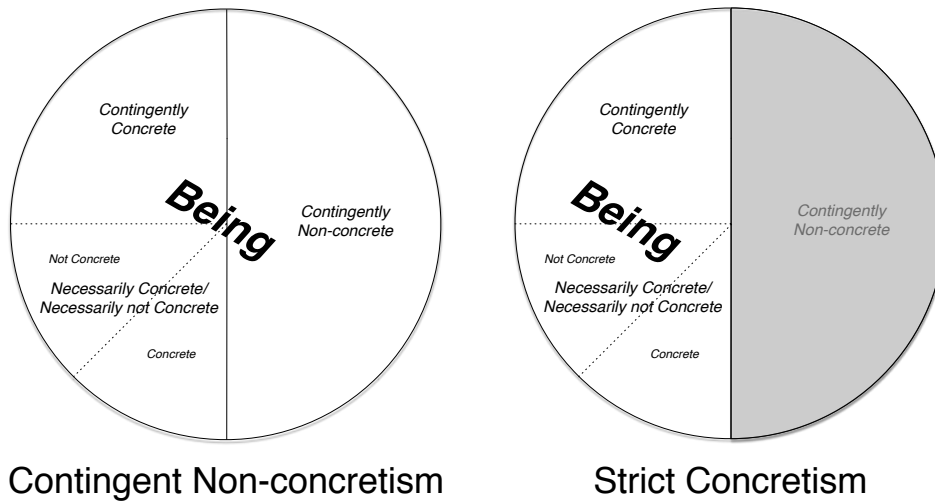 Contingently
Concrete
Being
Contingently
Non-concrete
Not Concrete
Necessarily Concrete/
Necessarily not Concrete
Concrete
Contingent Non-concretism
Contingently
Concrete
Being
Contingently
Non-concrete
Not Concrete
Necessarily Concrete/
Necessarily not Concrete
Concrete
Strict Concretism